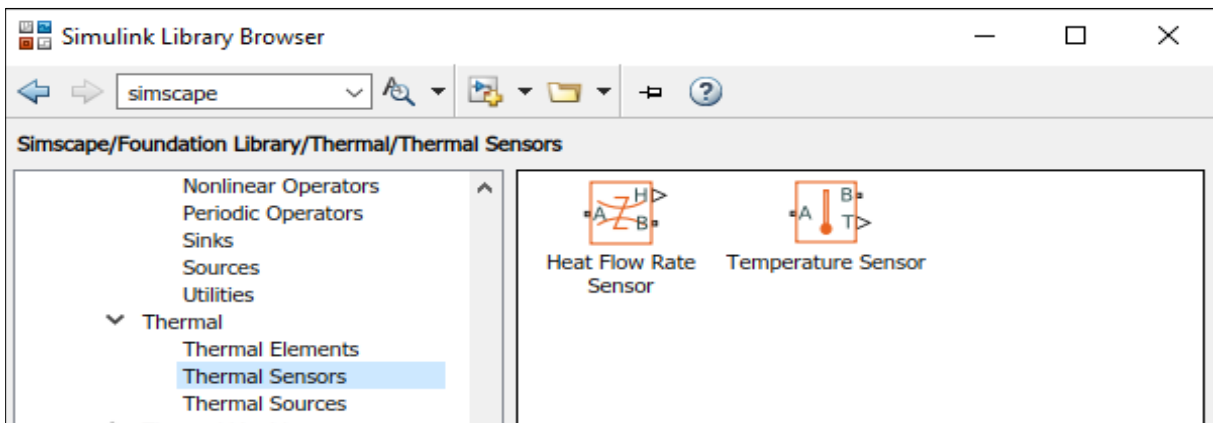 Simulink Library Browser
simscape
Simscape/Foundation Library/Thermal/Thermal Sensors
Nonlinear Operators
Periodic Operators
Sinks
Sources
Utilities
Thermal
Thermal Elements
Thermal Sensors
Thermal Sources
A H B
Heat Flow Rate
Sensor
A B T
Temperature Sensor